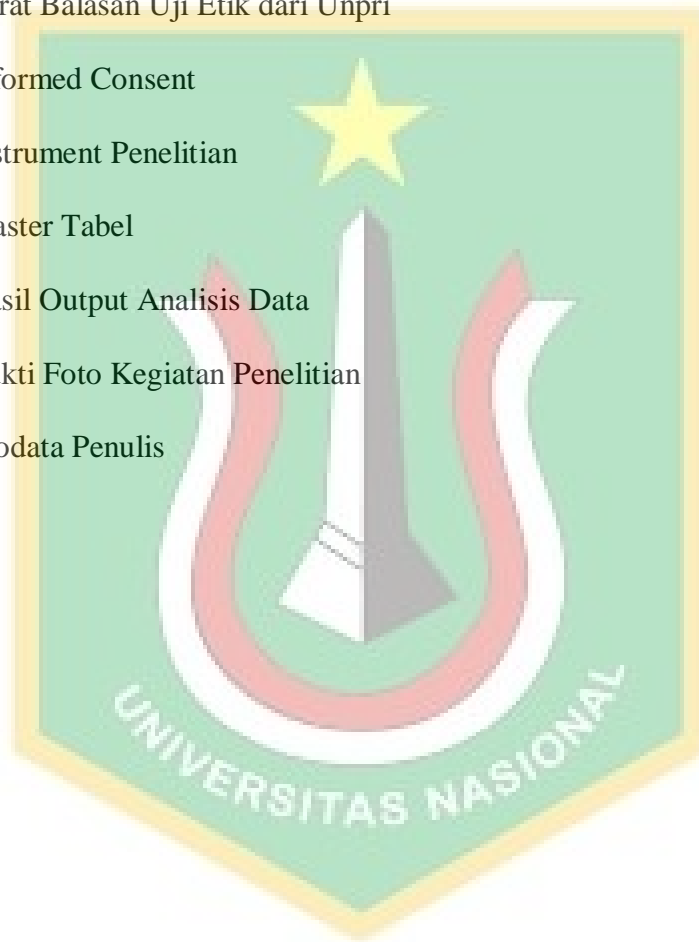 rat Balasan Uji Etik dari Unpri
formed Consent
strument Penelitian
aster Tabel
asil Output Analisis Data
kti Foto Kegiatan Penelitian
odata Penulis
UNIVERSITAS NASIONAL